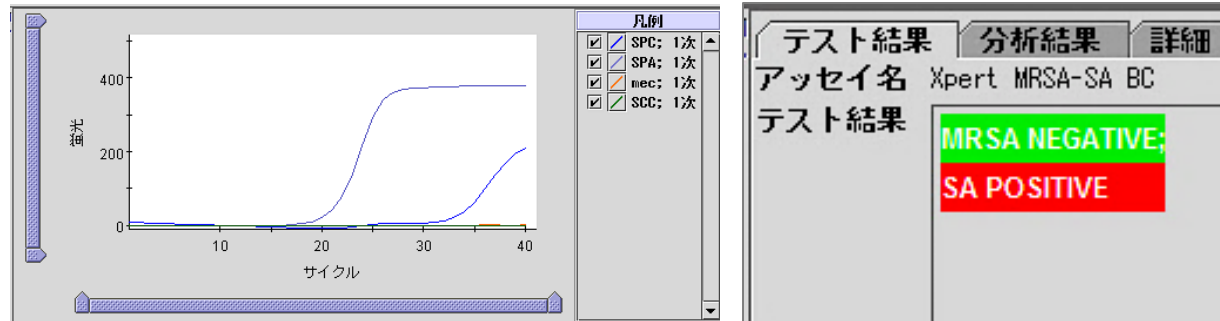 凡例
SPC; 1次
SPA; 1次
mec; 1次
SCC; 1次
蛍光
400
200
0
10 20 30 40
サイクル
テスト結果 分析結果 詳細
アッセイ名 Xpert MRSA-SA BC
テスト結果
MRSA NEGATIVE;
SA POSITIVE